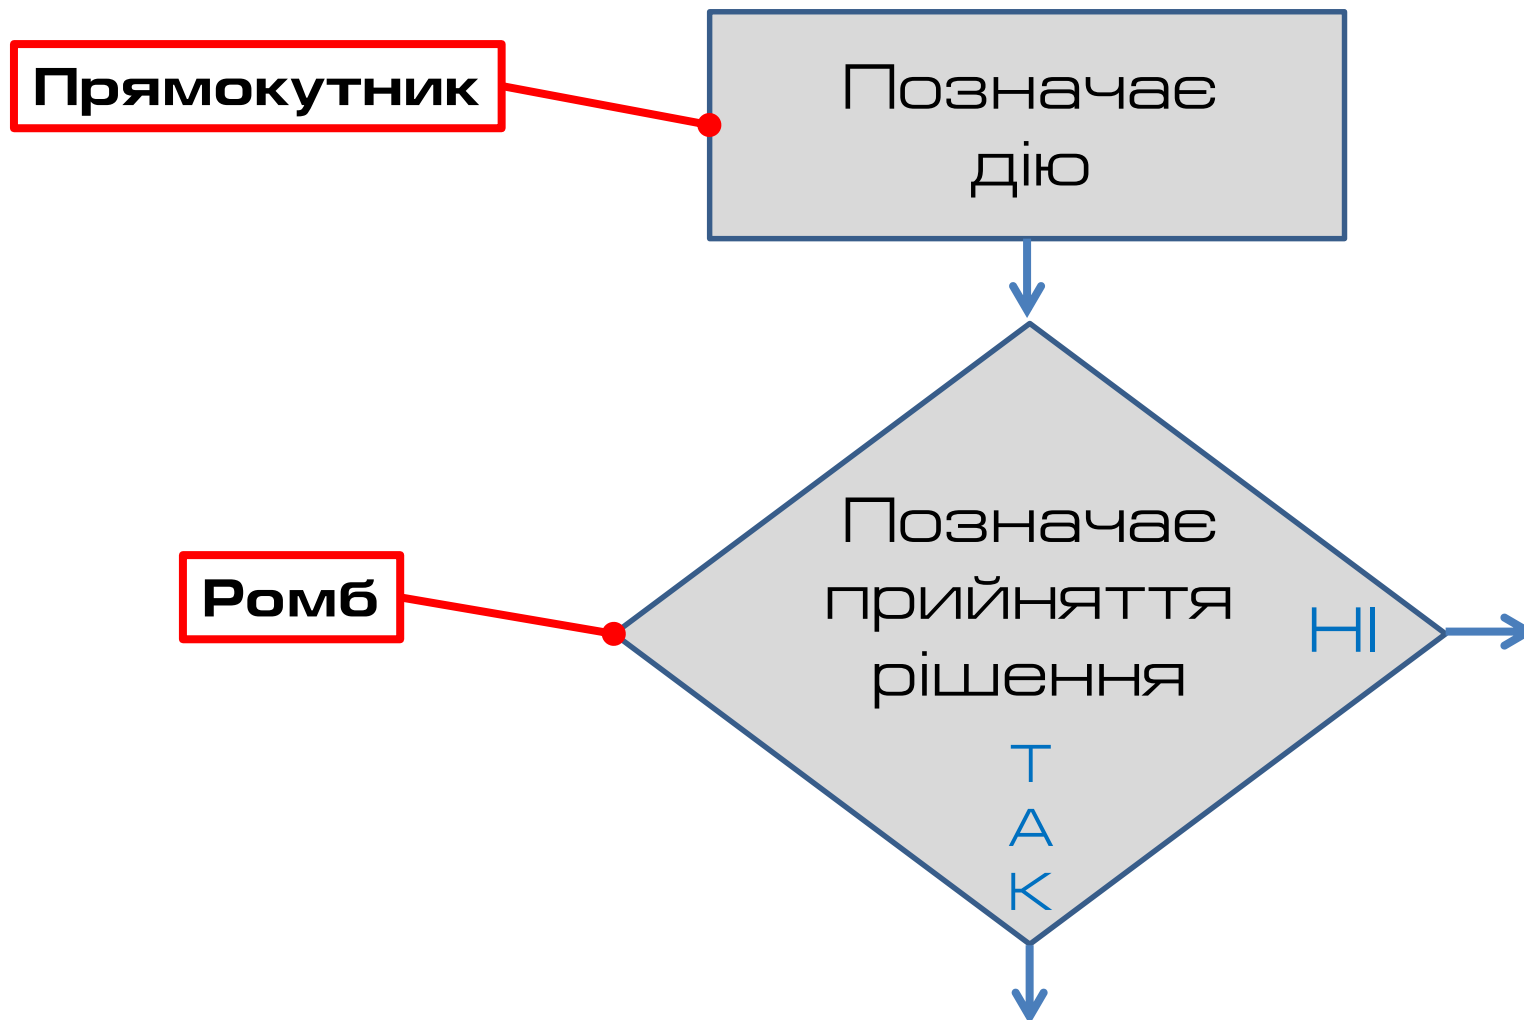 Прямокутник
Позначає
дію
Позначає
прийняття
рішення
Ромб
НІ
Т
А
К